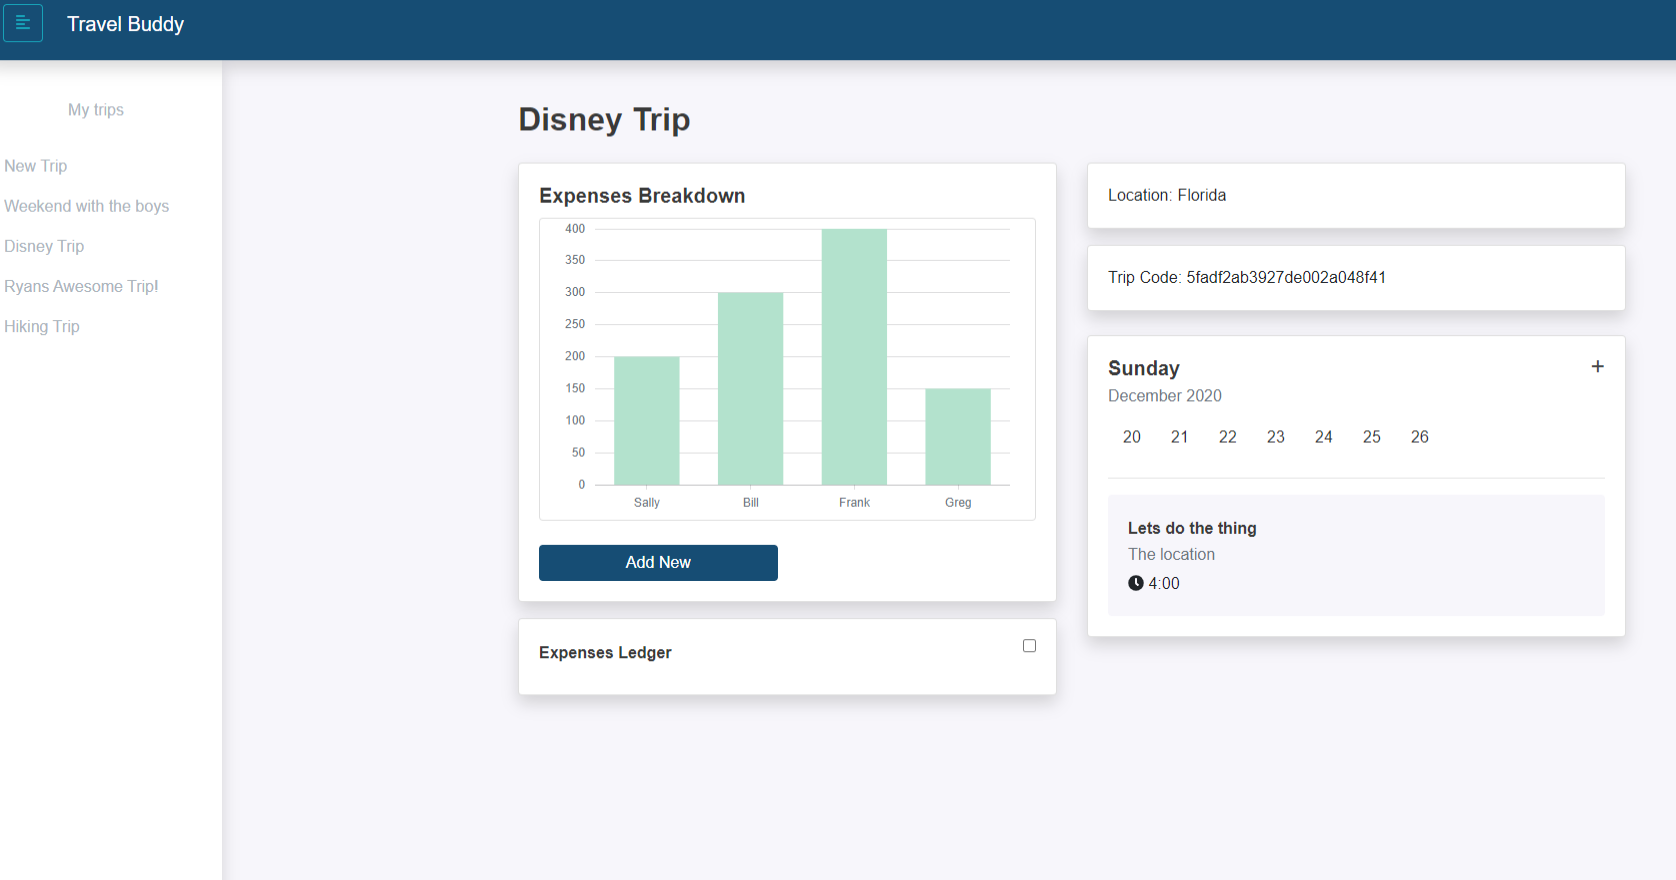 Travel Buddy
My trips
New Trip
Weekend with the boys
Disney Trip
Ryans Awesome Trip!
Hiking Trip
Disney Trip
Expenses Breakdown
400
350
300
250
200
150
100
50
0
Sally Bill Frank Greg
Add New
Expenses Ledger
Location: Florida
Trip Code: 5fadf2ab3927de002a048f41
Sunday +
December 2020
20 21 22 23 24 25 26
Lets do the thing
The location
4:00